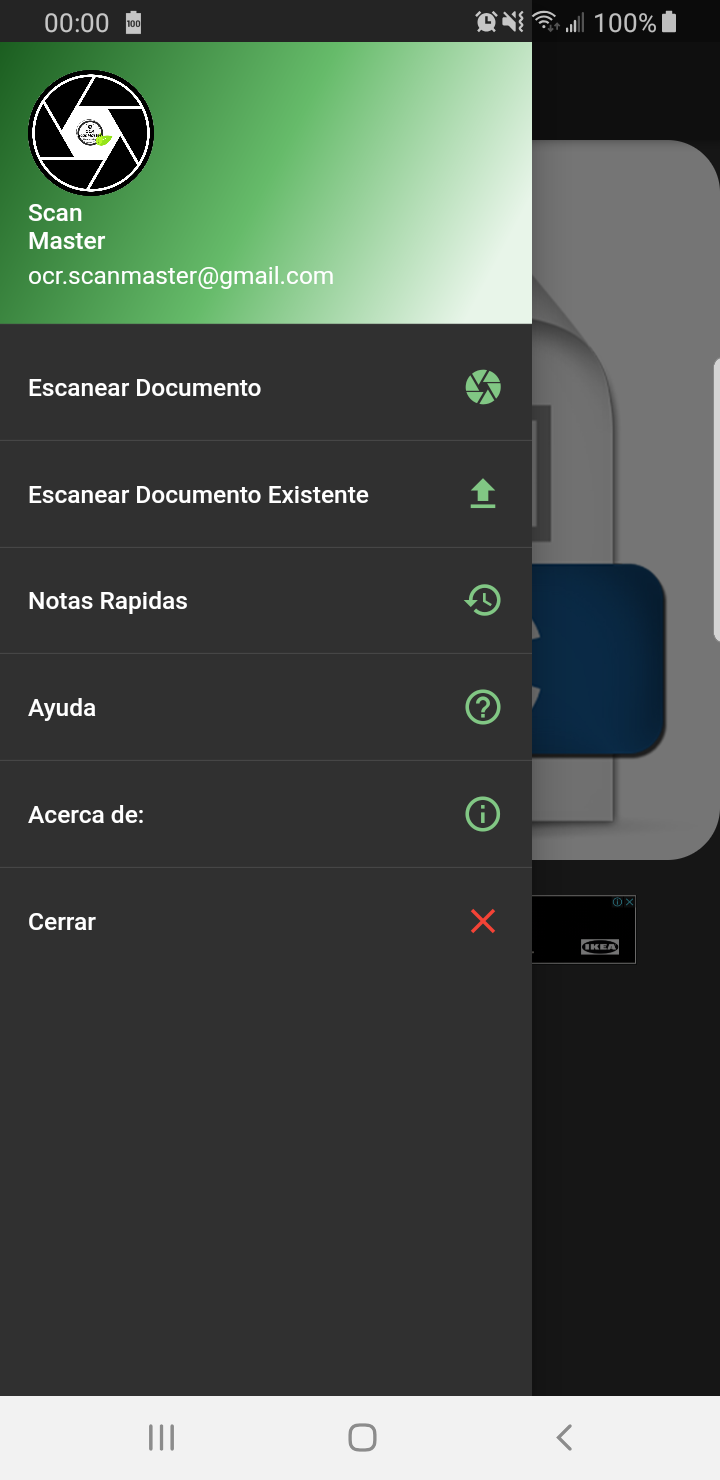 00:00
100
100%
Scan
Master
ocr.scanmaster@gmail.com
Escanear Documento
Escanear Documento Existente
Notas Rapidas
Ayuda
Acerca de:
Cerrar
IKEA